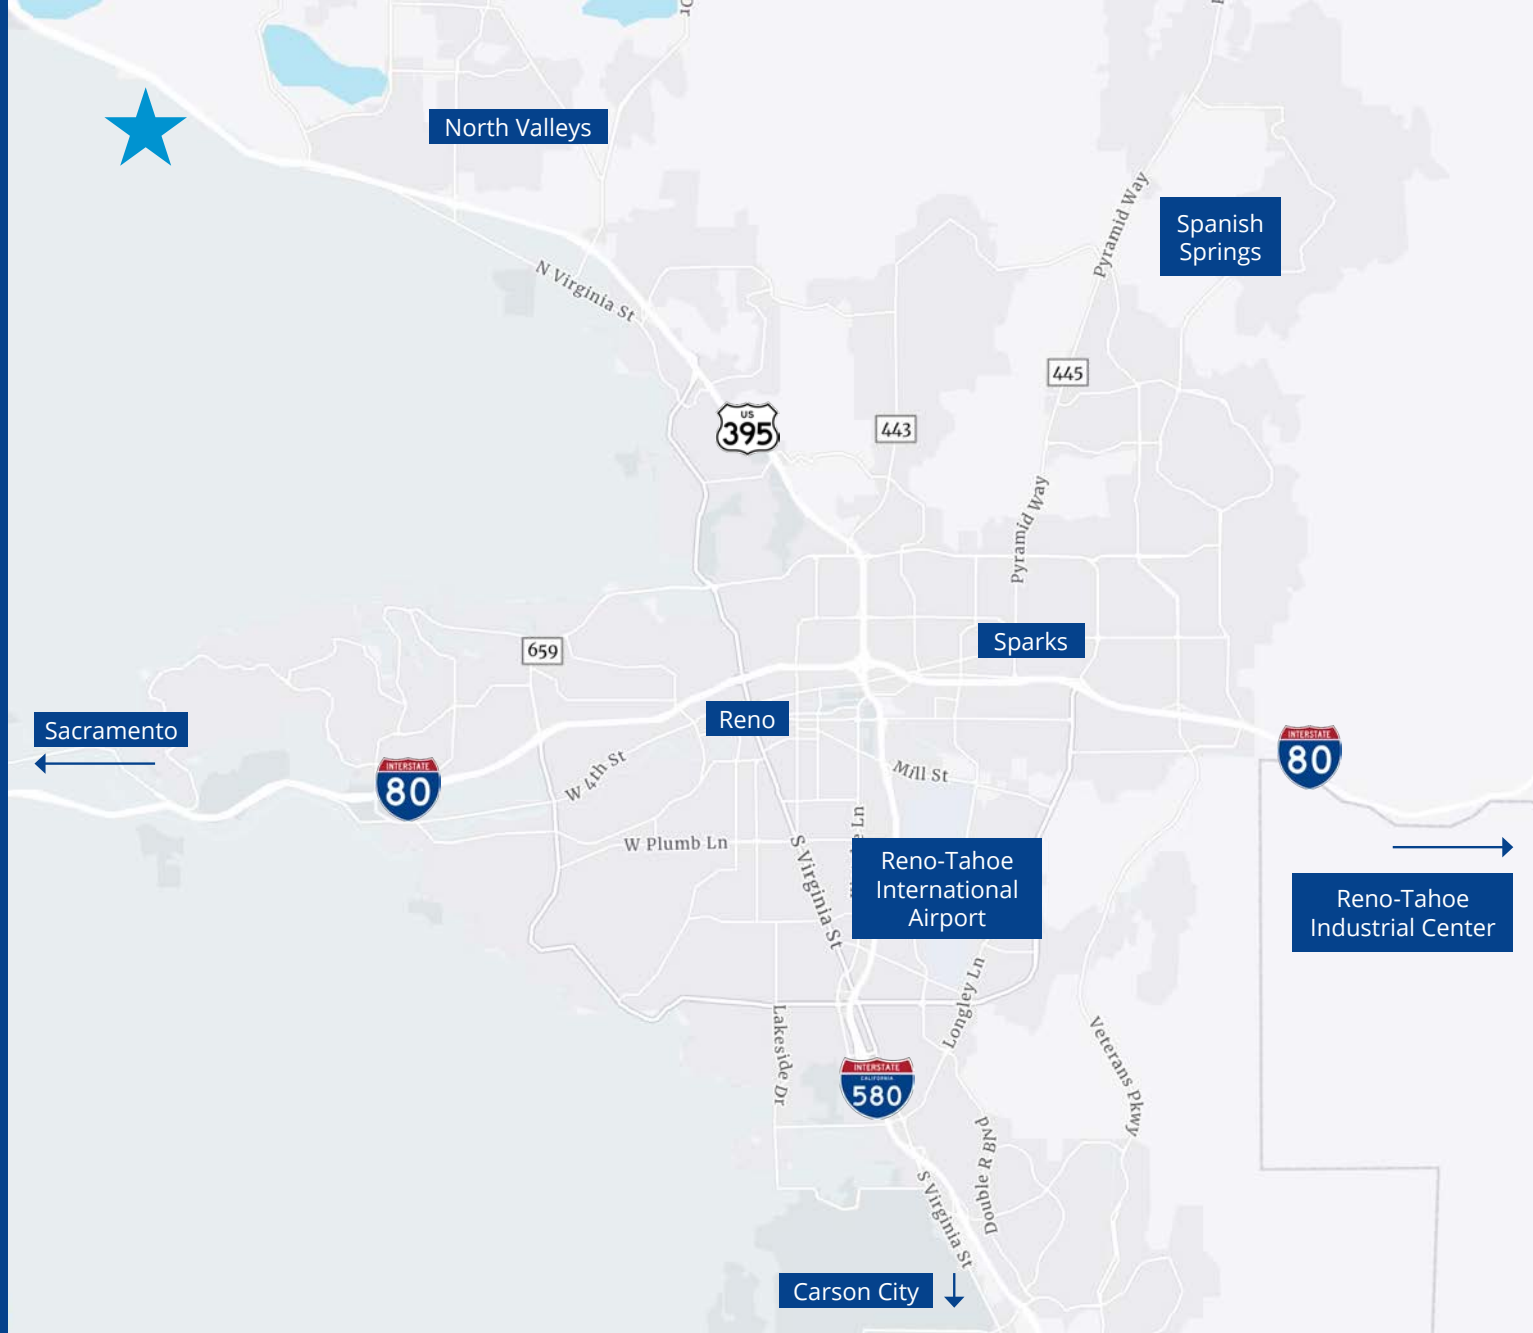 North Valleys
Pyramid Way
Spanish
Springs
N Virginia St
445
US
395
443
Pyramid Way
Sparks
659
Reno
Sacramento
INTERSTATE
80
INTERSTATE
80
W 4th St
Mill St
W Plumb Ln
S Virginia St
Ln
Reno-Tahoe
International
Airport
Reno-Tahoe
Industrial Center
Longley Ln
Lakeside Dr
Veterans Pkwy
INTERSTATE
CALIFORNIA
580
Double R Blvd
S Virginia St
Carson City